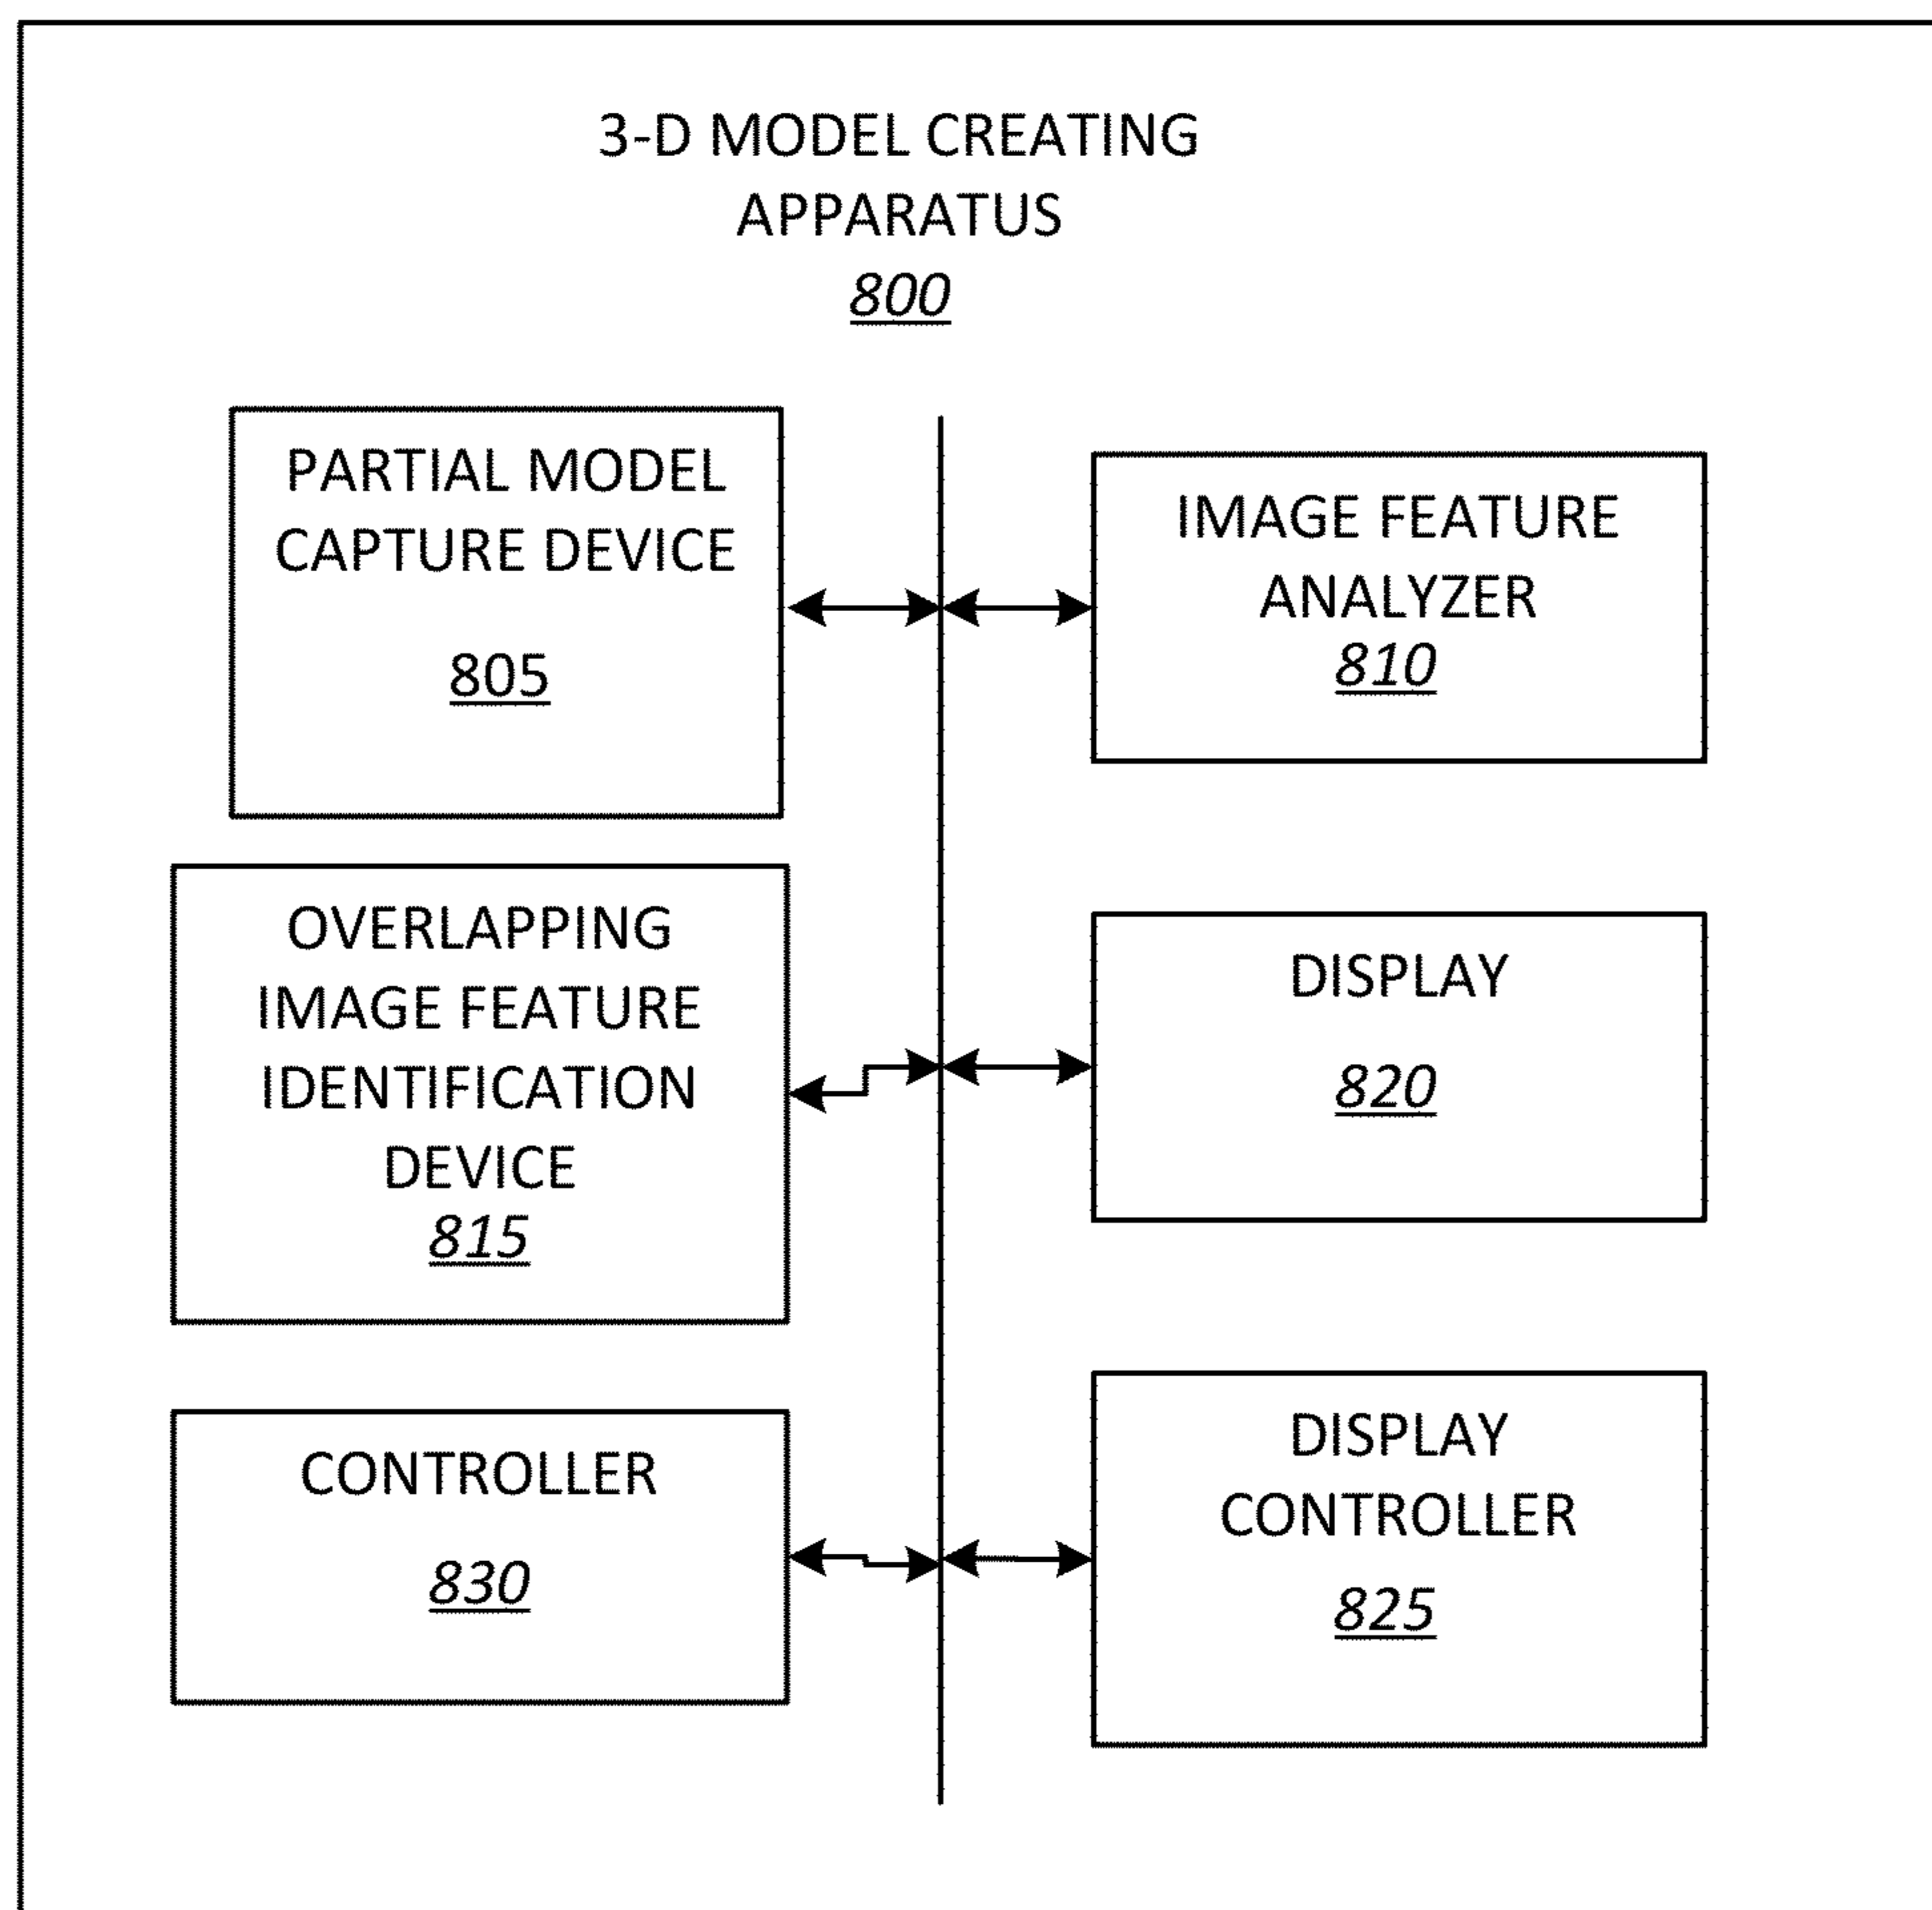 3-D MODEL CREATING
APPARATUS
800
PARTIAL MODEL
CAPTURE DEVICE
805
IMAGE FEATURE
ANALYZER
810
OVERLAPPING
IMAGE FEATURE
IDENTIFICATION
DEVICE
815
DISPLAY
820
CONTROLLER
830
DISPLAY
CONTROLLER
825